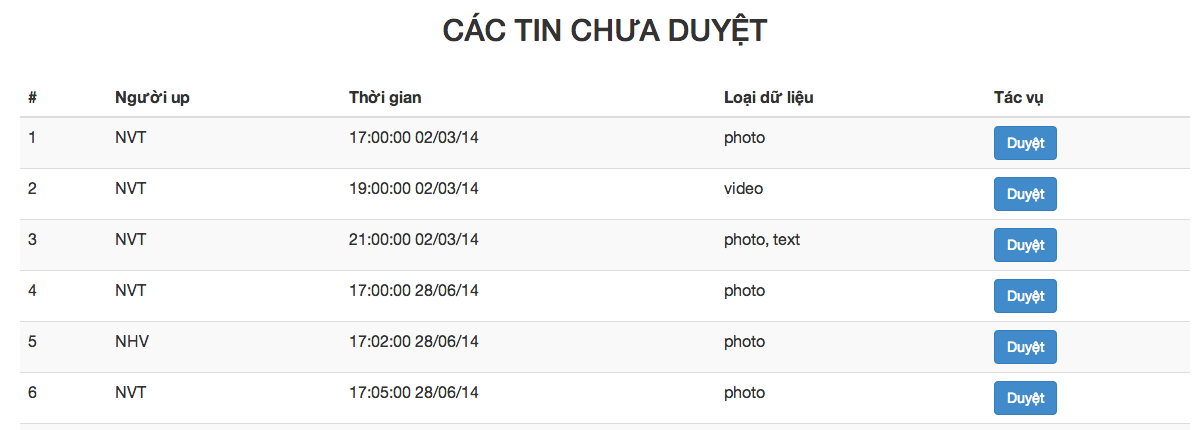 CÁC TIN CHƯA DUYỆT
# Người up Thời gian Loại dữ liệu Tác vụ
1 NVT 17:00:00 02/03/14 photo Duyệt
2 NVT 19:00:00 02/03/14 video Duyệt
3 NVT 21:00:00 02/03/14 photo, text Duyệt
4 NVT 17:00:00 28/06/14 photo Duyệt
5 NHV 17:02:00 28/06/14 photo Duyệt
6 NVT 17:05:00 28/06/14 photo Duyệt